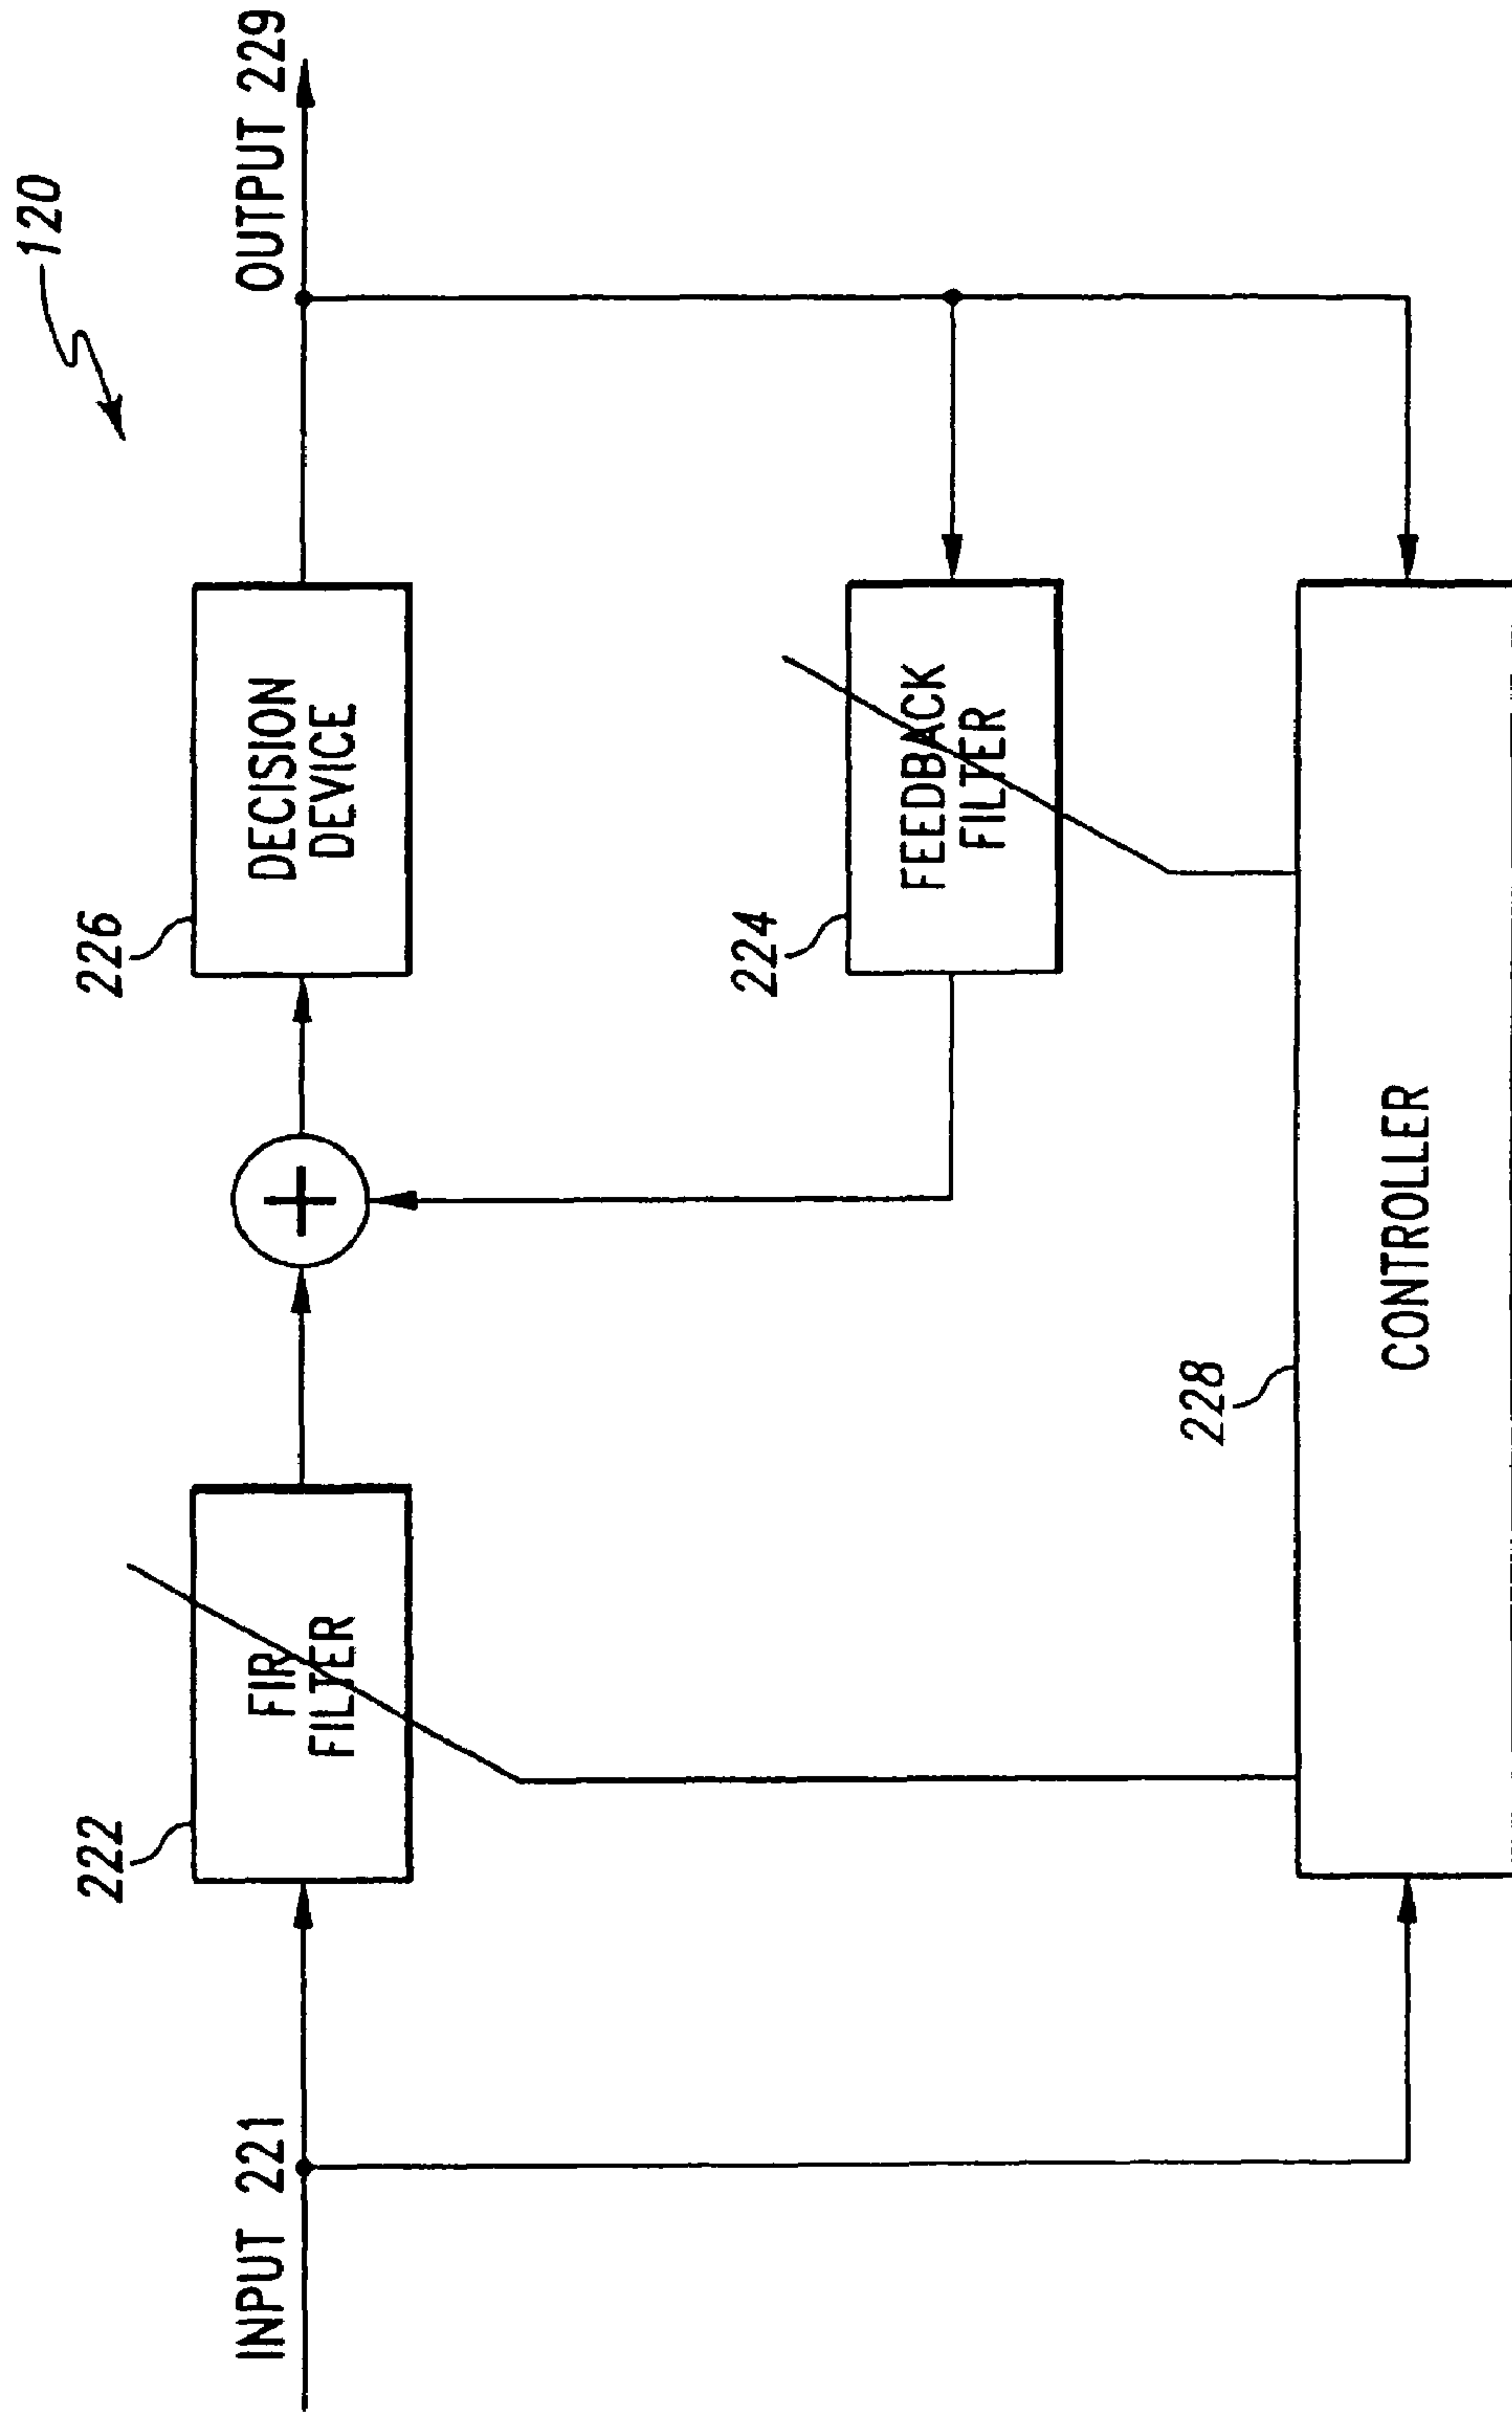 120
INPUT 221
222
FIR
FILTER
+
226
DECISION
DEVICE
OUTPUT 229
224
FEEDBACK
FILTER
228
CONTROLLER